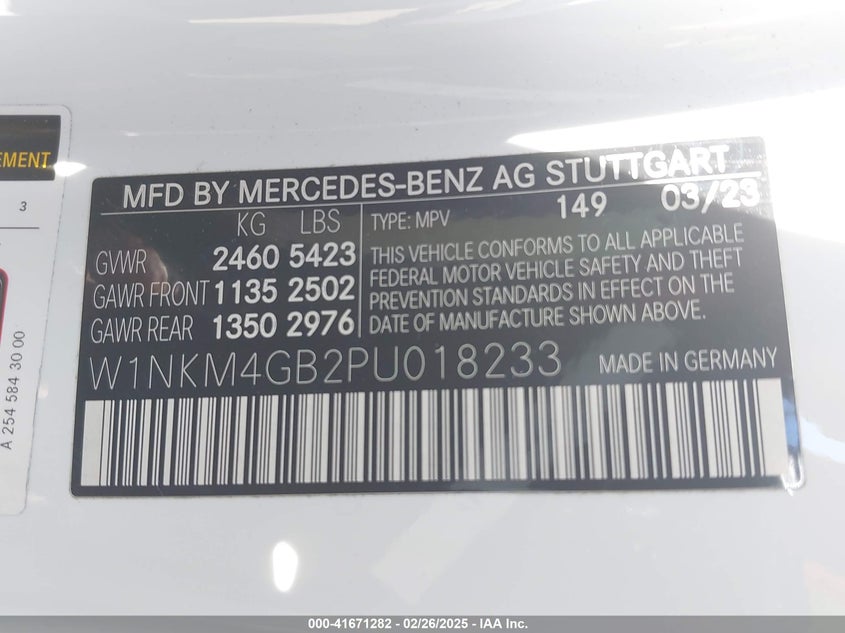 EMENT
3
A 254 584 30 00
MFD BY MERCEDES-BENZ AG STUTTGART
KG LBS
GVWR 2460 5423
GAWR FRONT 1135 2502
GAWR REAR 1350 2976
TYPE: MPV 149 03/23
THIS VEHICLE CONFORMS TO ALL APPLICABLE
FEDERAL MOTOR VEHICLE SAFETY AND THEFT
PREVENTION STANDARDS IN EFFECT ON THE
DATE OF MANUFACTURE SHOWN ABOVE.
W1NKM4GB2PU018233 MADE IN GERMANY
000-41671282 - 02/26/2025 - IAA Inc.